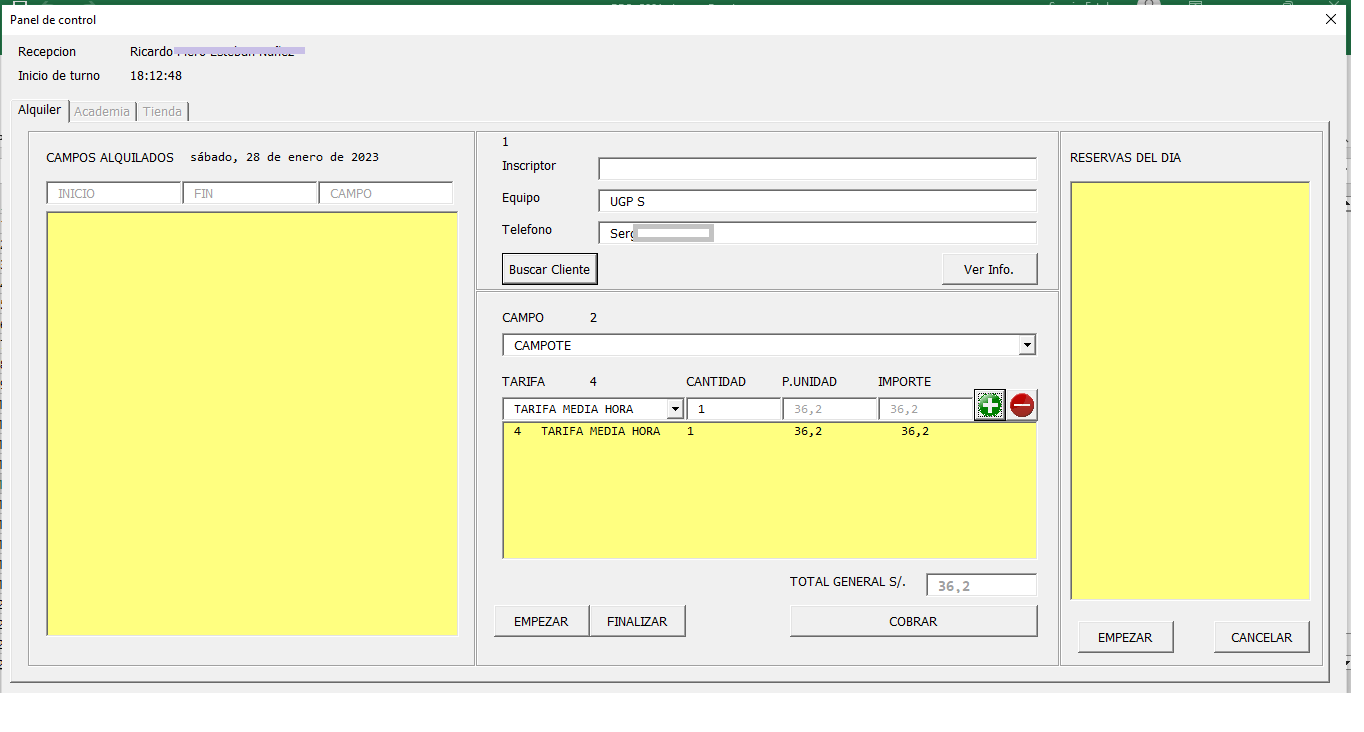 Panel de control
Recepcion Ricardo
Inicio de turno 18:12:48
Alquiler Academia Tienda
CAMPOS ALQUILADOS sábado, 28 de enero de 2023
INICIO FIN CAMPO
1
Inscriptor
Equipo UGP S
Telefono
Buscar Cliente Ver Info.
CAMPO 2
CAMPOTE
TARIFA 4 CANTIDAD P.UNIDAD IMPORTE
TARIFA MEDIA HORA 1 36,2 36,2
4 TARIFA MEDIA HORA 1 36,2 36,2
TOTAL GENERAL S/. 36,2
EMPEZAR FINALIZAR COBRAR
RESERVAS DEL DIA
EMPEZAR CANCELAR